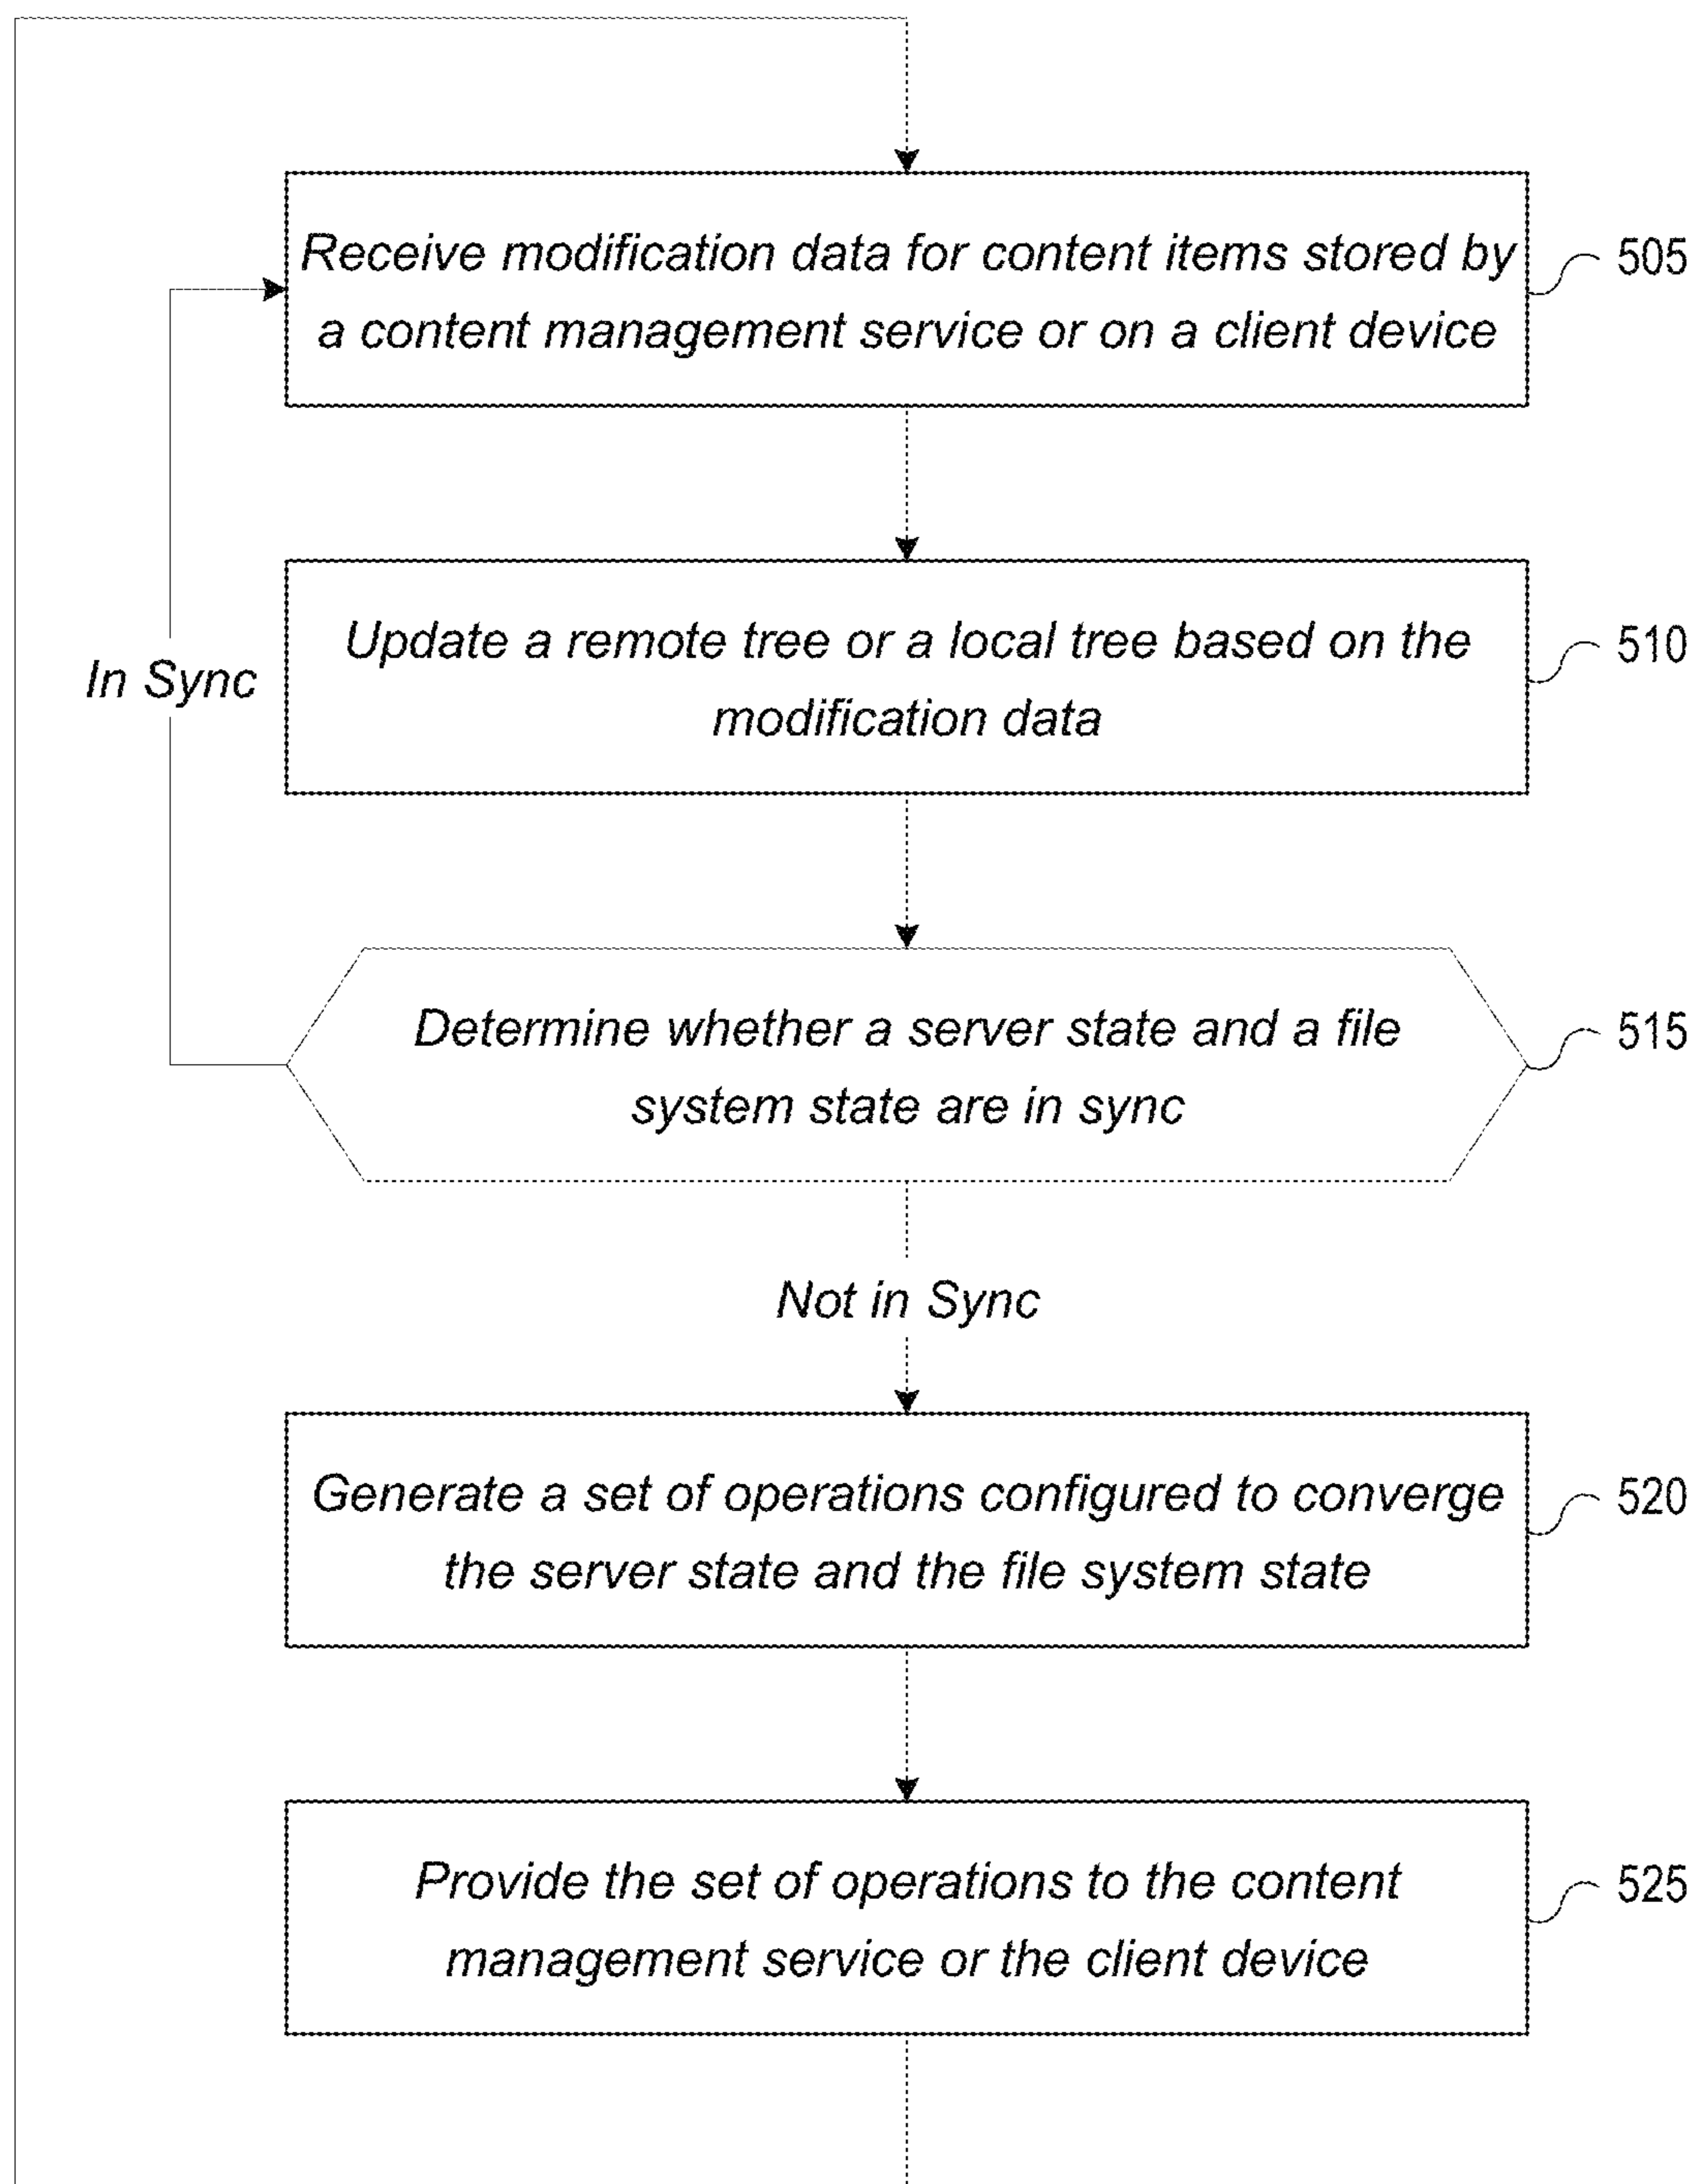 Receive modification data for content items stored by
a content management service or on a client device
505
Update a remote tree or a local tree based on the
modification data
510
In Sync
Determine whether a server state and a file
system state are in sync
515
Not in Sync
Generate a set of operations configured to converge
the server state and the file system state
520
Provide the set of operations to the content
management service or the client device
525